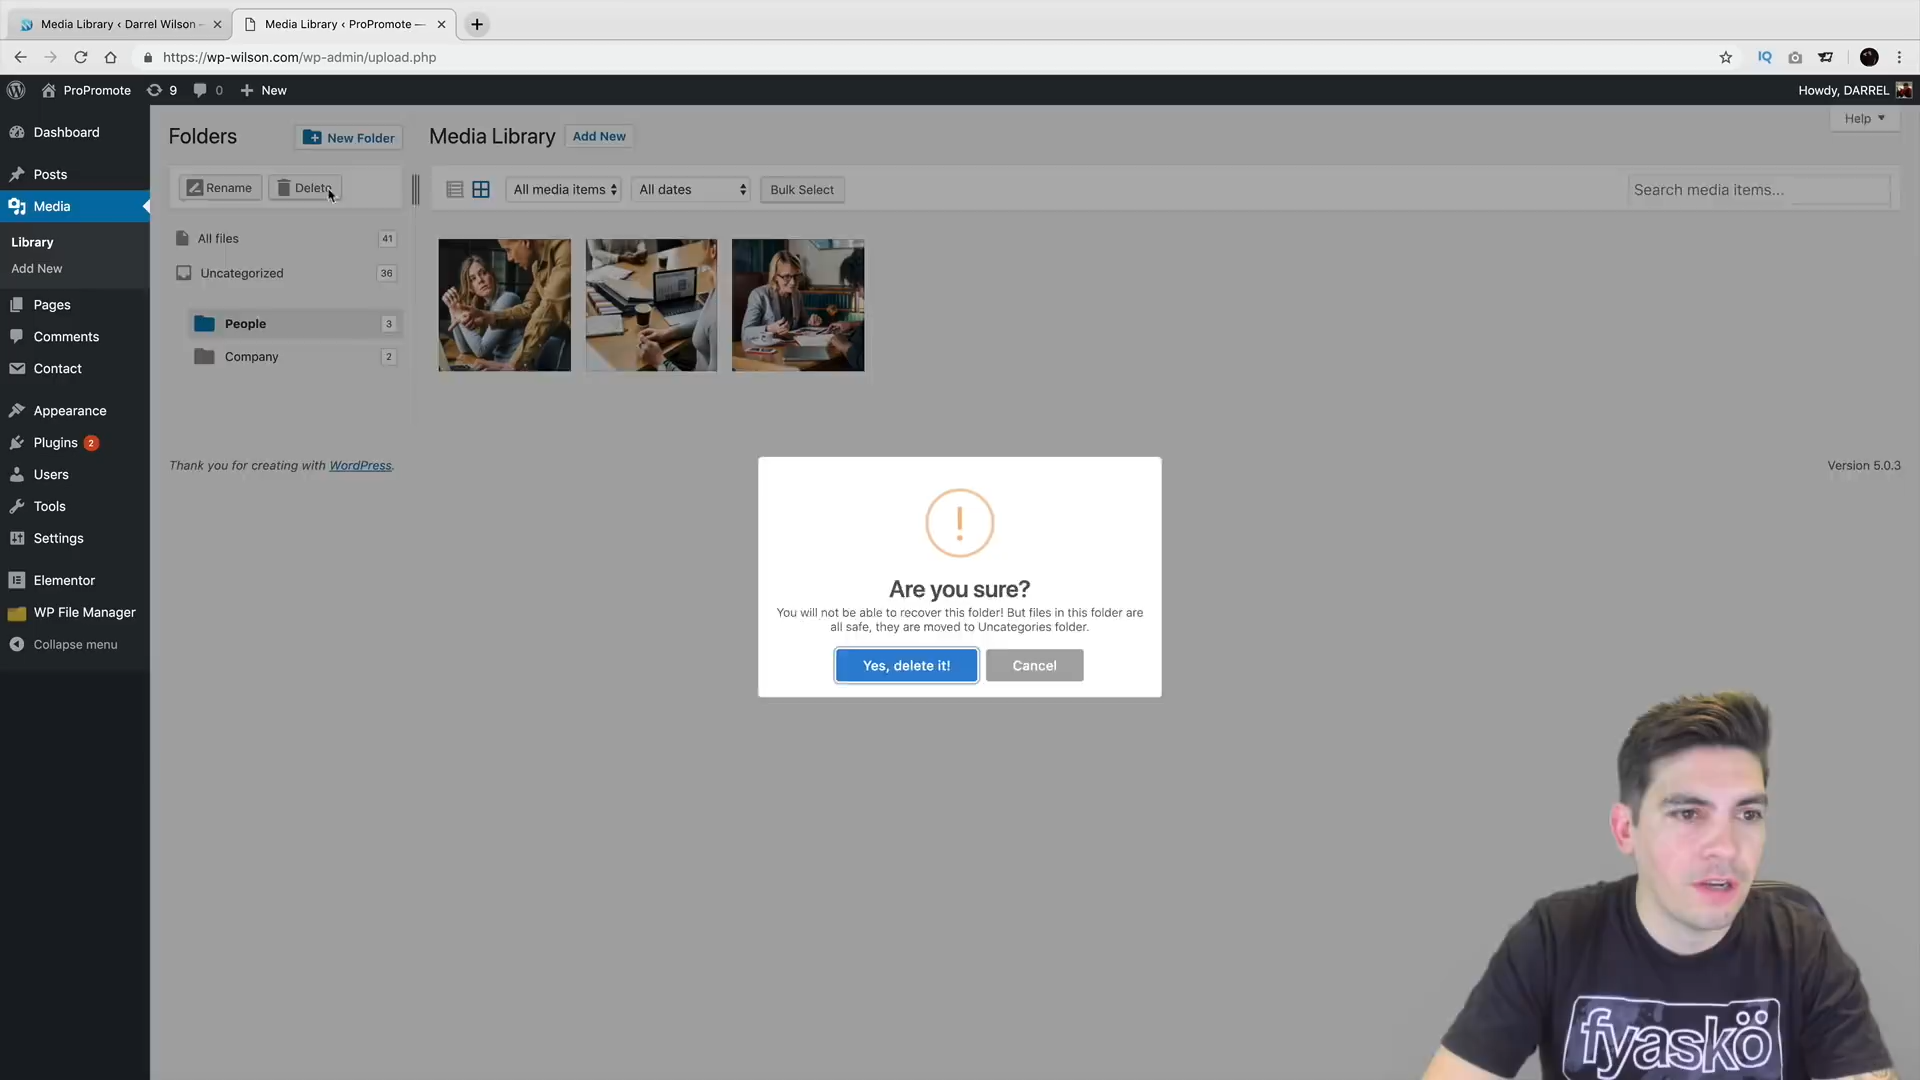 Media Library ‹ Darrel Wilson –
Media Library ‹ ProPromote —
https://wp-wilson.com/wp-admin/upload.php
IQ
ProPromote
9
0
New
Howdy, DARREL
Dashboard
Posts
Media
Library
Add New
Pages
Comments
Contact
Appearance
Plugins 2
Users
Tools
Settings
Elementor
WP File Manager
Collapse menu
Folders
New Folder
Rename
Delete
All files 41
Uncategorized 36
People 3
Company 2
Media Library
Add New
Help
All media items
All dates
Bulk Select
Search media items...
Thank you for creating with WordPress.
Version 5.0.3
!
Are you sure?
You will not be able to recover this folder! But files in this folder are
all safe, they are moved to Uncategories folder.
Yes, delete it!
Cancel
fyaskö